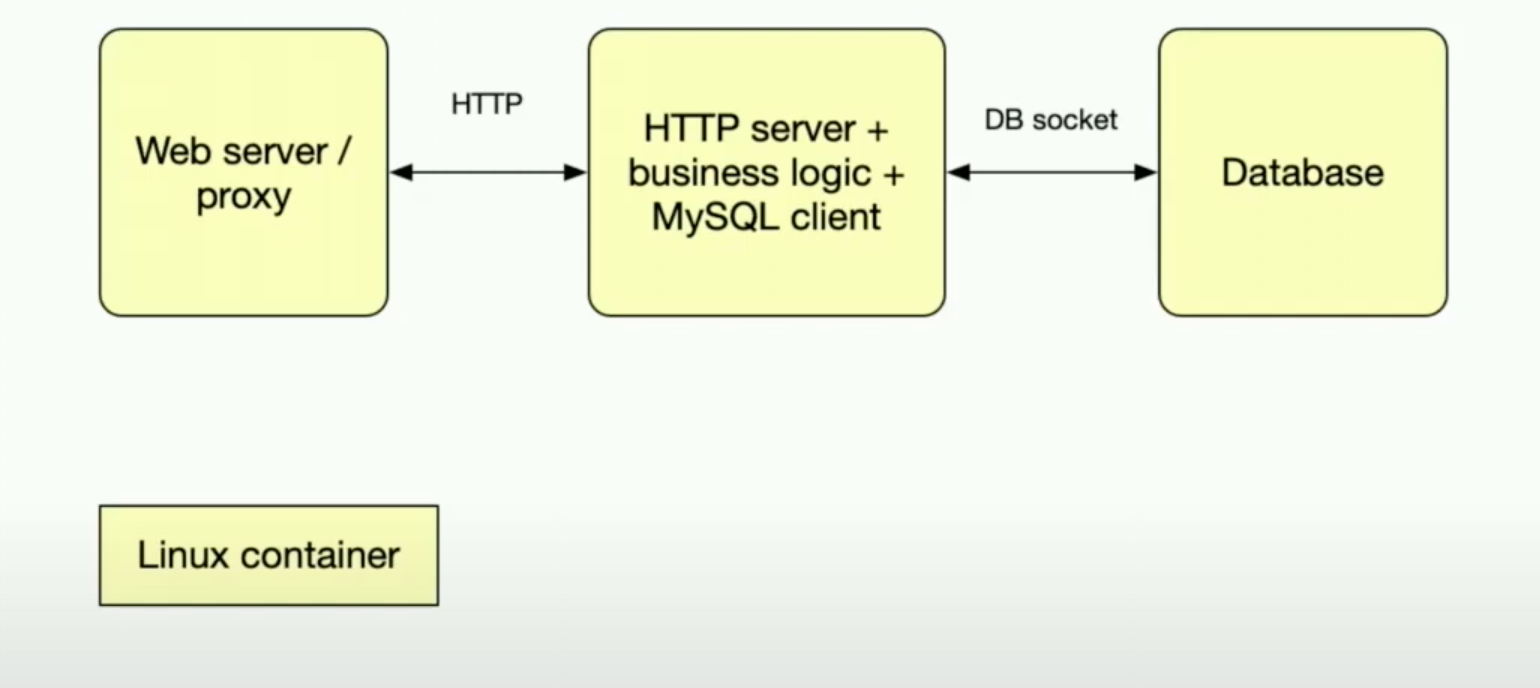 Web server /
proxy
HTTP
HTTP server +
business logic +
MySQL client
DB socket
Database
Linux container